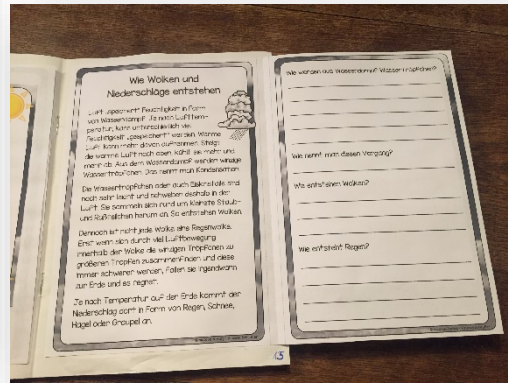 Wie Wolken und
Niederschläge entstehen
Luft „speichert" Feuchtigkeit in Form
von Wasserdampf. Je nach Lufttem-
peratur, kann unterschiedlich viel
Feuchtigkeit „gespeichert" werden. Warme
Luft kann mehr davon aufnehmen. Steigt
die warme Luft nach oben, kühlt sie mehr und
mehr ab. Aus dem Wasserdampf werden winzige
Wassertröpfchen. Das nennt man Kondensation.
Die Wassertröpfchen oder auch Eiskristalle sind
noch sehr leicht und schweben deshalb in der
Luft. Sie sammeln sich rund um kleinste Staub-
und Rußteilchen herum an. So entstehen Wolken.
Dennoch ist nicht jede Wolke eine Regenwolke.
Erst wenn sich durch viel Luftbewegung
innerhalb der Wolke die winzigen Tröpfchen zu
größeren Tropfen zusammenfinden und diese
immer schwerer werden, fallen sie irgendwann
zur Erde und es regnet.
Je nach Temperatur auf der Erde kommt der
Niederschlag dort in Form von Regen, Schnee,
Hagel oder Graupel an.
13
Wie werden aus Wasserdampf Wassertröpfchen?
Wie nennt man diesen Vorgang?
Wie entstehen Wolken?
Wie entsteht Regen?